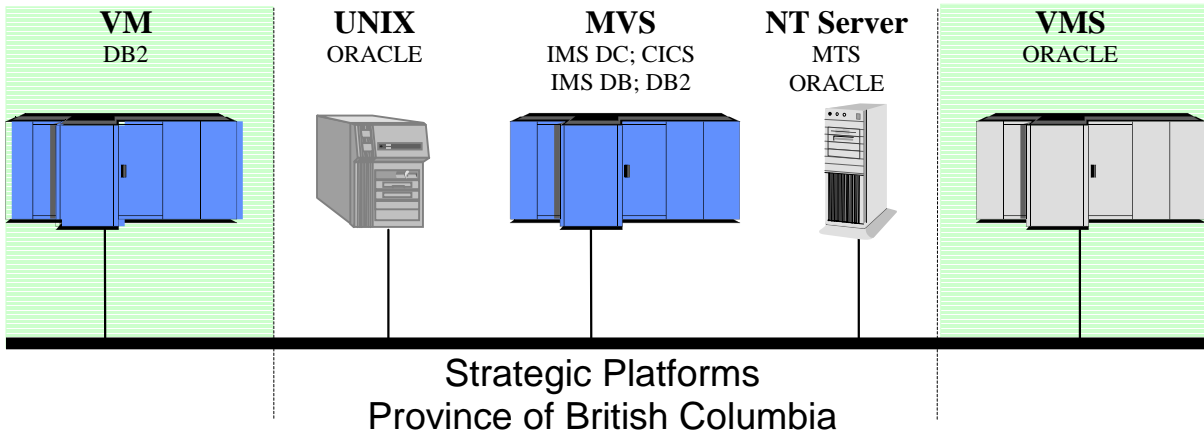 VM
DB2
UNIX
ORACLE
MVS
IMS DC; CICS
IMS DB; DB2
NT Server
MTS
ORACLE
VMS
ORACLE
Strategic Platforms
Province of British Columbia